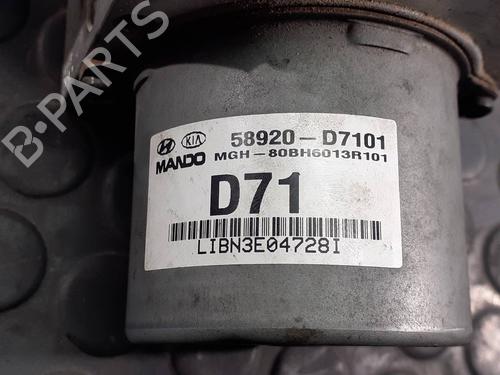 B-PARTS
KIA
MANDO
58920-D7101
MGH-80BH6013R101
D71
LIBN3E04728I